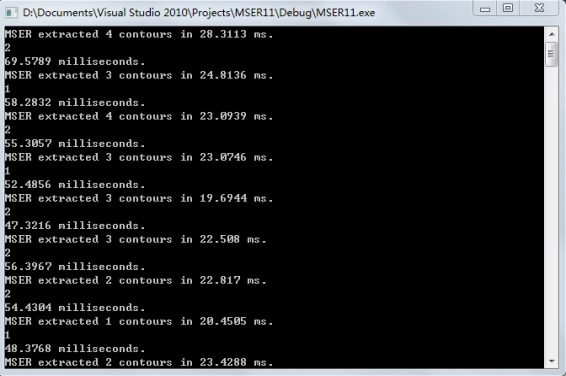 D:\Documents\Visual Studio 2010\Projects\MSER11\Debug\MSER11.exe
MSER extracted 4 contours in 28.3113 ms.
2
69.5789 milliseconds.
MSER extracted 3 contours in 24.8136 ms.
1
58.2832 milliseconds.
MSER extracted 4 contours in 23.0939 ms.
2
55.3057 milliseconds.
MSER extracted 3 contours in 23.0746 ms.
1
52.4856 milliseconds.
MSER extracted 3 contours in 19.6944 ms.
2
47.3216 milliseconds.
MSER extracted 3 contours in 22.508 ms.
2
56.3967 milliseconds.
MSER extracted 2 contours in 22.817 ms.
2
54.4304 milliseconds.
MSER extracted 1 contours in 20.4505 ms.
1
48.3768 milliseconds.
MSER extracted 2 contours in 23.4288 ms.